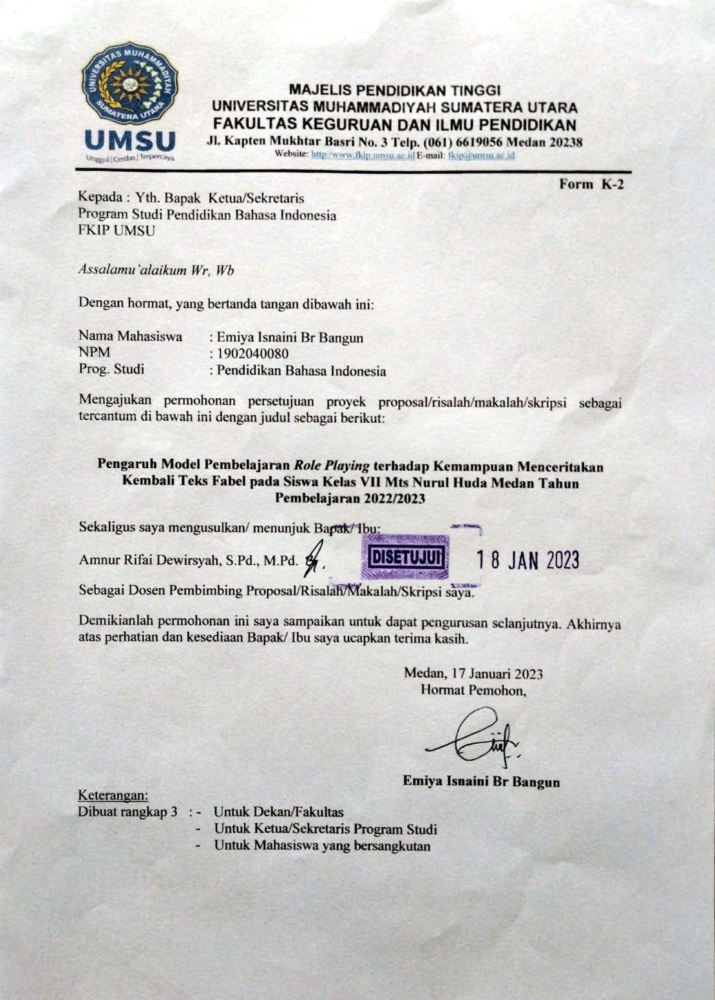 UNIVERSITAS MUHAMMADIYAH
SUMATERA UTARA
UMSU
Unggul | Cerdas | Terpercaya
MAJELIS PENDIDIKAN TINGGI
UNIVERSITAS MUHAMMADIYAH SUMATERA UTARA
FAKULTAS KEGURUAN DAN ILMU PENDIDIKAN
Jl. Kapten Mukhtar Basri No. 3 Telp. (061) 6619056 Medan 20238
Website: http:/www.fkip.umsu.ac.id E-mail: fkip@umsu.ac.id
Form K-2
Kepada : Yth. Bapak Ketua/Sekretaris
Program Studi Pendidikan Bahasa Indonesia
FKIP UMSU
Assalamu'alaikum Wr, Wb
Dengan hormat, yang bertanda tangan dibawah ini:
Nama Mahasiswa : Emiya Isnaini Br Bangun
NPM : 1902040080
Prog. Studi : Pendidikan Bahasa Indonesia
Mengajukan permohonan persetujuan proyek proposal/risalah/makalah/skripsi sebagai
tercantum di bawah ini dengan judul sebagai berikut:
Pengaruh Model Pembelajaran Role Playing terhadap Kemampuan Menceritakan
Kembali Teks Fabel pada Siswa Kelas VII Mts Nurul Huda Medan Tahun
Pembelajaran 2022/2023
Sekaligus saya mengusulkan/ menunjuk Bapak/ Ibu:
Amnur Rifai Dewirsyah, S.Pd., M.Pd.
DISETUJUI
18 JAN 2023
Sebagai Dosen Pembimbing Proposal/Risalah/Makalah/Skripsi saya.
Demikianlah permohonan ini saya sampaikan untuk dapat pengurusan selanjutnya. Akhirnya
atas perhatian dan kesediaan Bapak/ Ibu saya ucapkan terima kasih.
Medan, 17 Januari 2023
Hormat Pemohon,
Emiya Isnaini Br Bangun
Keterangan:
Dibuat rangkap 3 : - Untuk Dekan/Fakultas
- Untuk Ketua/Sekretaris Program Studi
- Untuk Mahasiswa yang bersangkutan